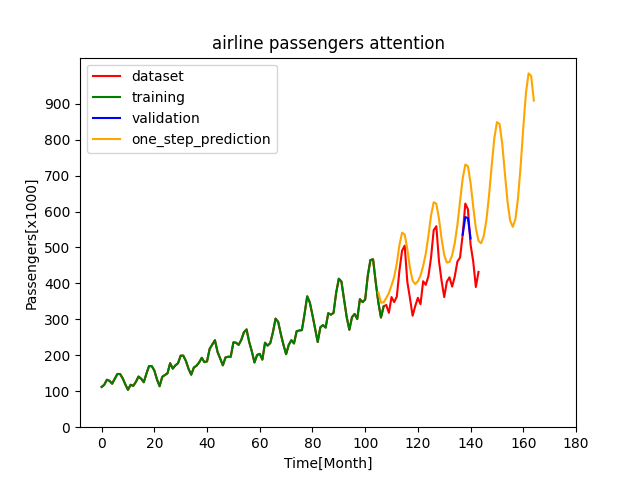 airline passengers attention
dataset
training
validation
one_step_prediction
900
800
700
600
500
400
300
200
100
0
Passengers[x1000]
0 20 40 60 80 100 120 140 160 180
Time[Month]